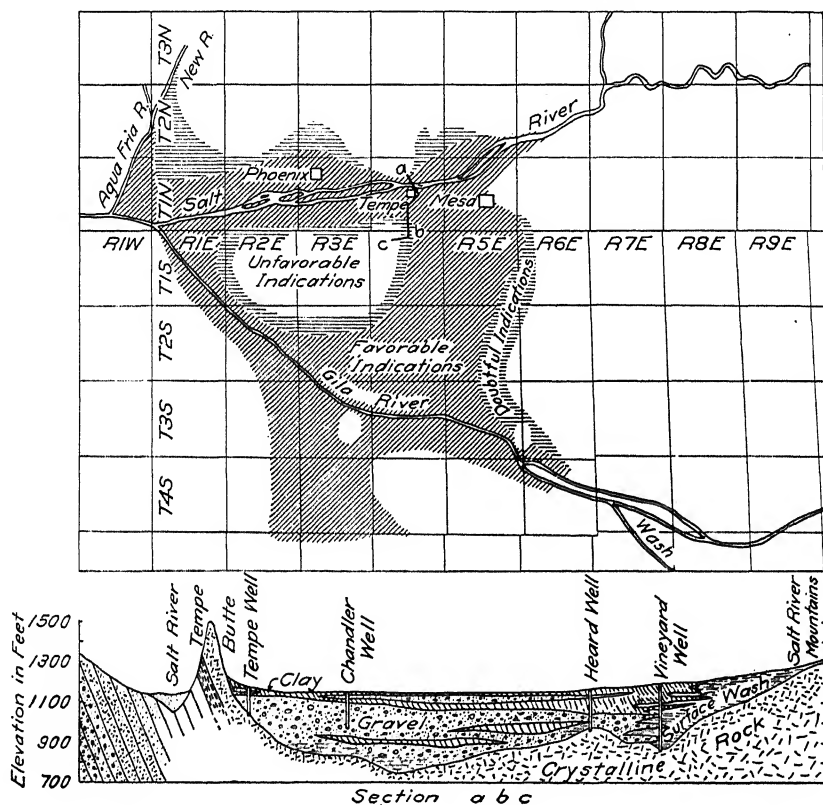 T3N
New R.
T2N
Agua Fria R.
T1N
Phoenix
Salt
River
a
Tempe
Mesa
b
c
R1W
R1E
R2E
R3E
R5E
R6E
R7E
R8E
R9E
T1S
Unfavorable
Indications
T2S
Favorable
Indications
Doubtful Indications
Gila River
T3S
T4S
Wash
Elevation in Feet
1500
1300
1100
900
700
Salt River
Tempe
Butte
Tempe Well
Chandler
Well
Heard Well
Vineyard
Well
Salt River
Mountains
Clay
Gravel
Surface Wash
Crystalline Rock
Section a b c